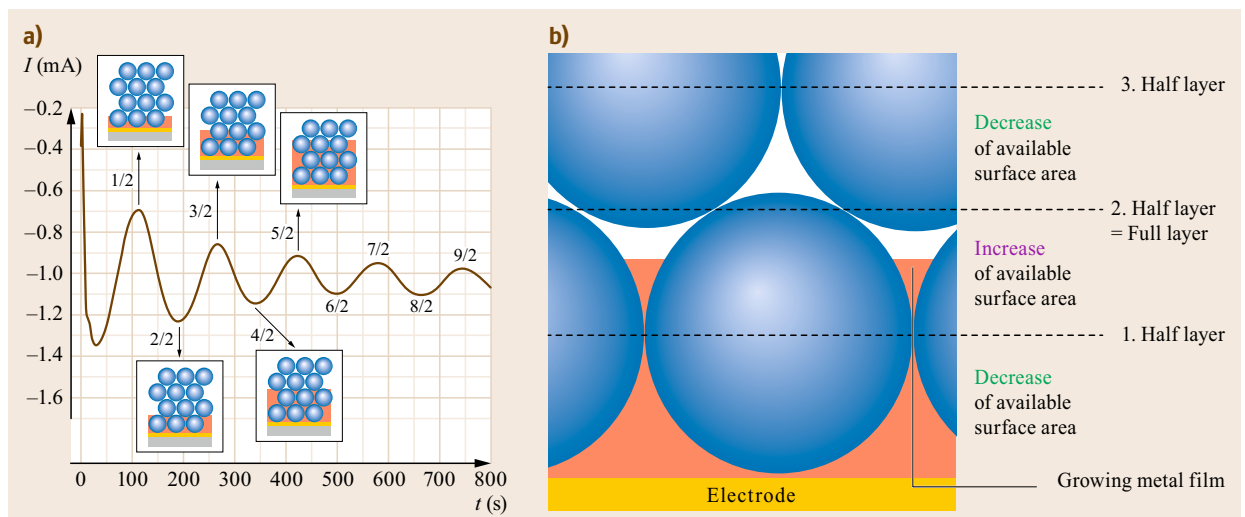 a)
I (mA)
−0.2
−0.4
−0.6
−0.8
−1.0
−1.2
−1.4
−1.6
1/2
2/2
3/2
4/2
5/2
6/2
7/2
8/2
9/2
0 100 200 300 400 500 600 700 800
t (s)
b)
3. Half layer
Decrease
of available
surface area
2. Half layer
= Full layer
Increase
of available
surface area
1. Half layer
Decrease
of available
surface area
Growing metal film
Electrode